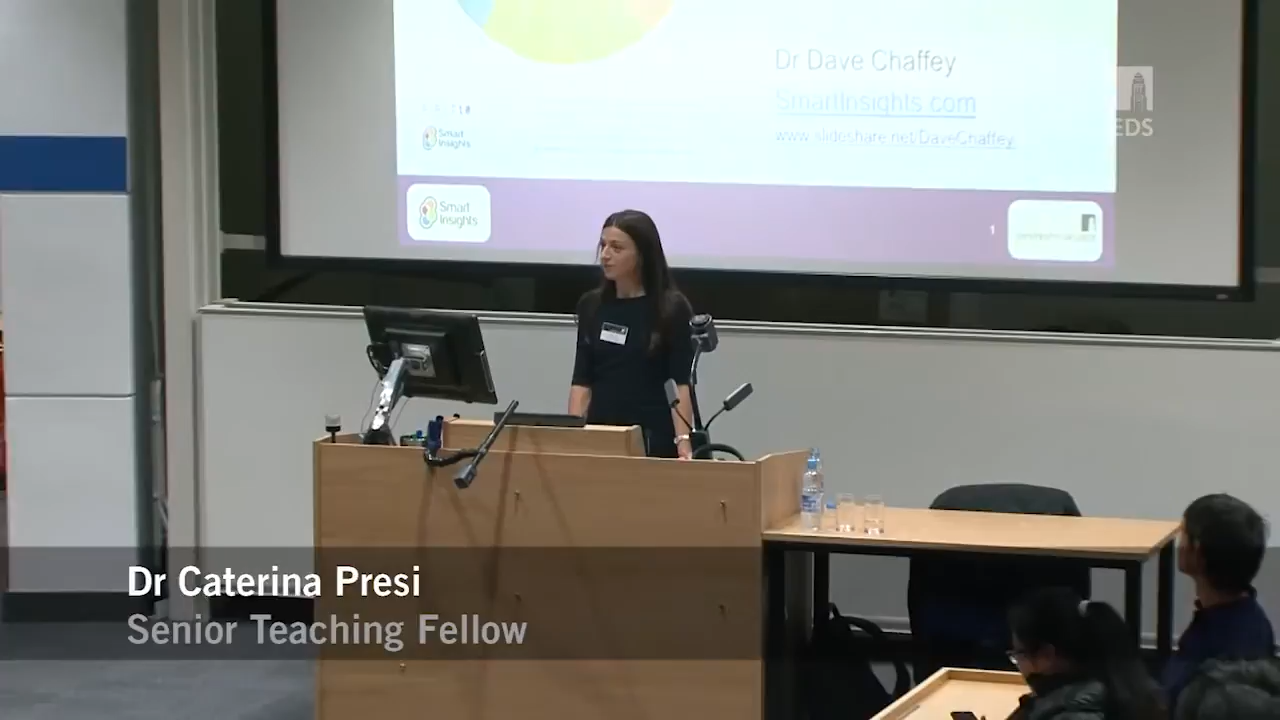 Dr Dave Chaffey
SmartInsights.com
www.slideshare.net/DaveChaffey
Smart
Insights
EDS
Smart
Insights
1
Dr Caterina Presi
Senior Teaching Fellow